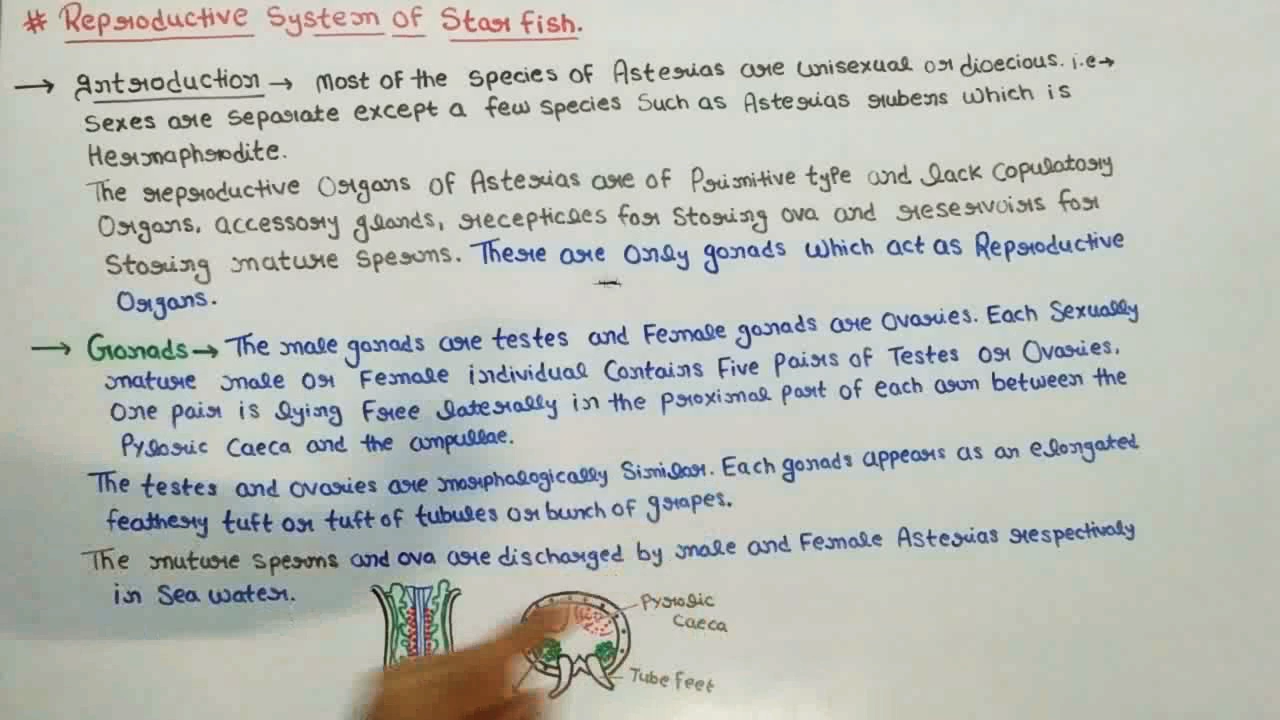 # Reproductive System of Star fish.
→ Introduction → Most of the species of Asterias are unisexual or dioecious. i.e→
Sexes are separate except a few species such as Asterias rubens which is
Hermaphrodite.
The reproductive organs of Asterias are of Primitive type and lack copulatory
Organs, accessory glands, recepticles for storing ova and reservoirs for
storing mature sperms. There are only gonads which act as Reproductive
Organs.
→ Gonads → The male gonads are testes and Female gonads are Ovaries. Each Sexually
mature male or Female individual Contains Five Pairs of Testes or Ovaries,
one pair is lying Free laterally in the proximal part of each arm between the
Pyloric Caeca and the ampullae.
The testes and ovaries are morphologically Similar. Each gonads appears as an elongated
feathery tuft or tuft of tubules or bunch of grapes.
The muture sperms and ova are discharged by male and Female Asterias respectivaly
in Sea water.
Pyroric
Caeca
Tube feet